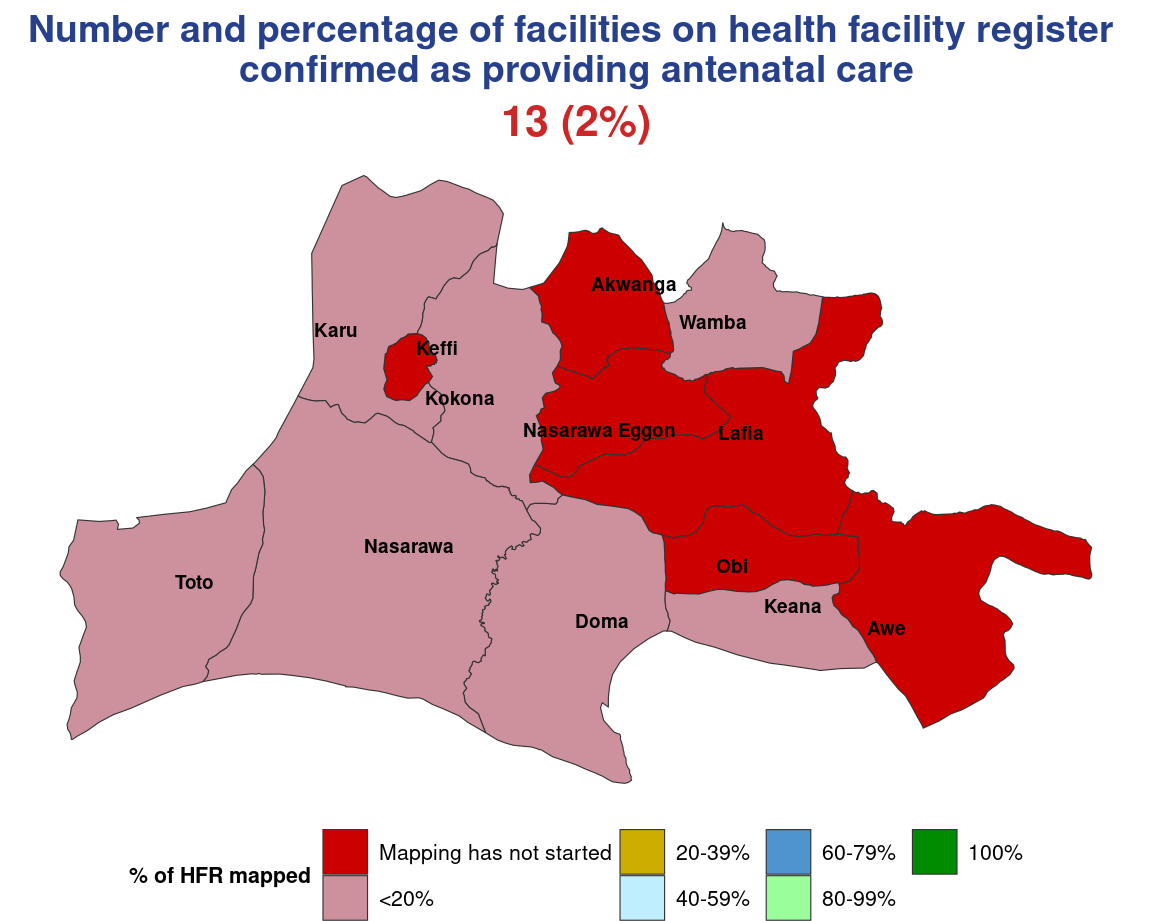 Number and percentage of facilities on health facility register
confirmed as providing antenatal care
13 (2%)
Akwanga
Wamba
Karu
Keffi
Kokona
Nasarawa Eggon
Lafia
Nasarawa
Obi
Toto
Keana
Doma
Awe
% of HFR mapped
Mapping has not started
<20%
20-39%
40-59%
60-79%
80-99%
100%